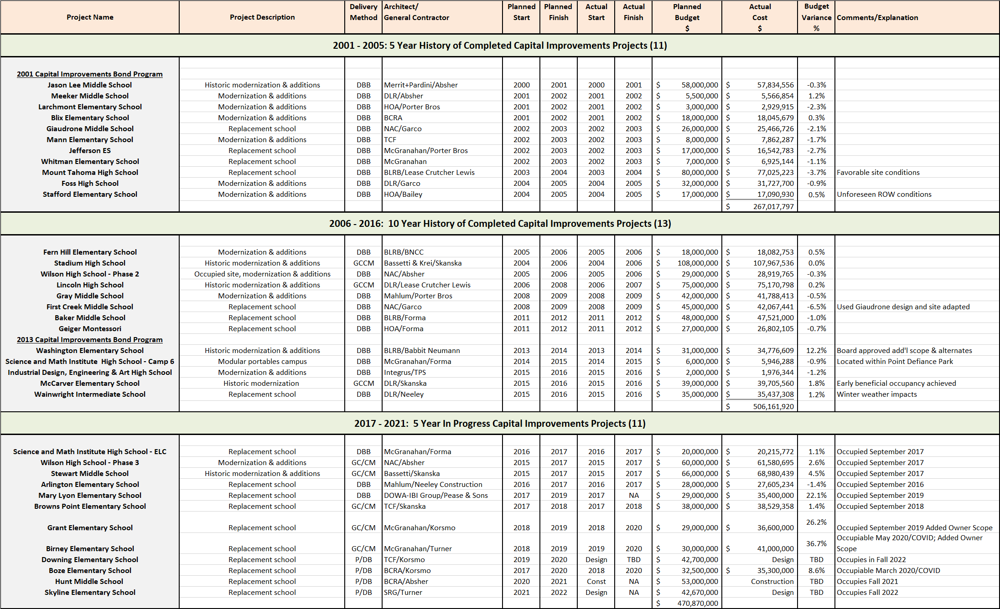 Project Name Project Description Delivery Method Architect/ General Contractor Planned Start Planned Finish Actual Start Actual Finish Planned Budget $ Actual Cost $ Budget Variance % Comments/Explanation
2001 - 2005: 5 Year History of Completed Capital Improvements Projects (11)
2001 Capital Improvements Bond Program
Jason Lee Middle School Historic modernization & additions DBB Merrit+Pardini/Absher 2000 2001 2000 2001 $ 58,000,000 $ 57,834,556 -0.3%
Meeker Middle School Modernization & additions DBB DLR/Absher 2001 2002 2001 2002 $ 5,500,000 $ 5,566,854 1.2%
Larchmont Elementary School Modernization & additions DBB HOA/Porter Bros 2001 2002 2001 2002 $ 3,000,000 $ 2,929,915 -2.3%
Blix Elementary School Modernization & additions DBB BCRA 2001 2002 2001 2002 $ 18,000,000 $ 18,045,679 0.3%
Giaudrone Middle School Replacement school DBB NAC/Garco 2002 2003 2002 2003 $ 26,000,000 $ 25,466,726 -2.1%
Mann Elementary School Modernization & additions DBB TCF 2002 2003 2002 2003 $ 8,000,000 $ 7,862,287 -1.7%
Jefferson ES Replacement school DBB McGranahan/Porter Bros 2002 2003 2002 2003 $ 17,000,000 $ 16,542,783 -2.7%
Whitman Elementary School Replacement school DBB McGranahan 2002 2003 2002 2003 $ 7,000,000 $ 6,925,144 -1.1%
Mount Tahoma High School Replacement school DBB BLRB/Lease Crutcher Lewis 2003 2004 2003 2004 $ 80,000,000 $ 77,025,223 -3.7% Favorable site conditions
Foss High School Modernization & additions DBB DLR/Garco 2004 2005 2004 2005 $ 32,000,000 $ 31,727,700 -0.9%
Stafford Elementary School Modernization & additions DBB HOA/Bailey 2004 2005 2004 2005 $ 17,000,000 $ 17,090,930 0.5% Unforeseen ROW conditions
$ 267,017,797
2006 - 2016: 10 Year History of Completed Capital Improvements Projects (13)
Fern Hill Elementary School Modernization & additions DBB BLRB/BNCC 2005 2006 2005 2006 $ 18,000,000 $ 18,082,753 0.5%
Stadium High School Historic modernization & additions GCCM Bassetti & Krei/Skanska 2004 2006 2004 2006 $ 108,000,000 $ 107,967,536 0.0%
Wilson High School - Phase 2 Occupied site, modernization & additions DBB NAC/Absher 2005 2006 2005 2006 $ 29,000,000 $ 28,919,765 -0.3%
Lincoln High School Historic modernization & additions GCCM DLR/Lease Crutcher Lewis 2006 2008 2006 2007 $ 75,000,000 $ 75,170,798 0.2%
Gray Middle School Modernization & additions DBB Mahlum/Porter Bros 2008 2009 2008 2009 $ 42,000,000 $ 41,788,413 -0.5%
First Creek Middle School Replacement school DBB NAC/Garco 2008 2009 2008 2009 $ 45,000,000 $ 42,067,441 -6.5% Used Giaudrone design and site adapted
Baker Middle School Replacement school DBB BLRB/Forma 2011 2012 2011 2012 $ 48,000,000 $ 47,521,000 -1.0%
Geiger Montessori Replacement school DBB HOA/Forma 2011 2012 2011 2012 $ 27,000,000 $ 26,802,105 -0.7%
2013 Capital Improvements Bond Program
Washington Elementary School Historic modernization & additions DBB BLRB/Babbit Neumann 2013 2014 2013 2014 $ 31,000,000 $ 34,776,609 12.2% Board approved add'l scope & alternates
Science and Math Institute High School - Camp 6 Modular portables campus DBB McGranahan/Forma 2014 2015 2014 2015 $ 6,000,000 $ 5,946,288 -0.9% Located within Point Defiance Park
Industrial Design, Engineering & Art High School Modernization & additions DBB Integrus/TPS 2015 2016 2015 2016 $ 2,000,000 $ 1,976,344 -1.2%
McCarver Elementary School Historic modernization GCCM DLR/Skanska 2015 2016 2015 2016 $ 39,000,000 $ 39,705,560 1.8% Early beneficial occupancy achieved
Wainwright Intermediate School Replacement school DBB DLR/Neeley 2015 2016 2015 2016 $ 35,000,000 $ 35,437,308 1.2% Winter weather impacts
$ 506,161,920
2017 - 2021: 5 Year In Progress Capital Improvements Projects (11)
Science and Math Institute High School - ELC Replacement school DBB McGranahan/Forma 2016 2017 2016 2017 $ 20,000,000 $ 20,215,772 1.1% Occupied September 2017
Wilson High School - Phase 3 Modernization & additions GC/CM NAC/Absher 2015 2017 2015 2017 $ 60,000,000 $ 61,580,695 2.6% Occupied September 2017
Stewart Middle School Historic modernization & additions GC/CM Bassetti/Skanska 2015 2017 2015 2017 $ 66,000,000 $ 68,980,439 4.5% Occupied September 2017
Arlington Elementary School Replacement school DBB Mahlum/Neeley Construction 2016 2017 2016 2017 $ 28,000,000 $ 27,605,234 -1.4% Occupied September 2016
Mary Lyon Elementary School Replacement school DBB DOWA-IBI Group/Pease & Sons 2017 2019 2017 NA $ 29,000,000 $ 35,400,000 22.1% Occupied September 2019
Browns Point Elementary School Replacement school GC/CM TCF/Skanska 2017 2018 2017 2018 $ 38,000,000 $ 38,529,358 1.4% Occupied September 2018
Grant Elementary School Replacement school GC/CM McGranahan/Korsmo 2018 2019 2018 2020 $ 29,000,000 $ 36,600,000 26.2% Occupied September 2019 Added Owner Scope
Birney Elementary School Replacement school GC/CM McGranahan/Turner 2018 2019 2019 2020 $ 30,000,000 $ 41,000,000 36.7% Occupiable May 2020/COVID; Added Owner Scope
Downing Elementary School Replacement school P/DB TCF/Korsmo 2019 2020 Design TBD $ 42,700,000 Design TBD Occupies in Fall 2022
Boze Elementary School Replacement school P/DB BCRA/Korsmo 2017 2020 2018 2020 $ 32,500,000 $ 35,300,000 8.6% Occupiable March 2020/COVID
Hunt Middle School Replacement school P/DB BCRA/Absher 2020 2021 Const NA $ 53,000,000 Construction TBD Occupies Fall 2021
Skyline Elementary School Replacement school P/DB SRG/Turner 2021 2022 Design NA $ 42,670,000 Design TBD Occupies Fall 2022
$ 470,870,000